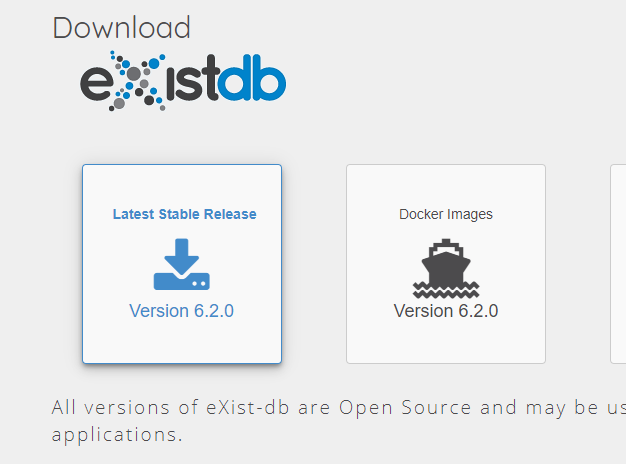 Download
eXistdb
Latest Stable Release
Docker Images
Version 6.2.0
Version 6.2.0
All versions of eXist-db are Open Source and may be
applications.